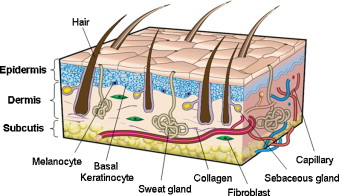 Hair
Epidermis
Dermis
Subcutis
Melanocyte
Basal
Keratinocyte
Sweat gland
Collagen
Fibroblast
Sebaceous gland
Capillary